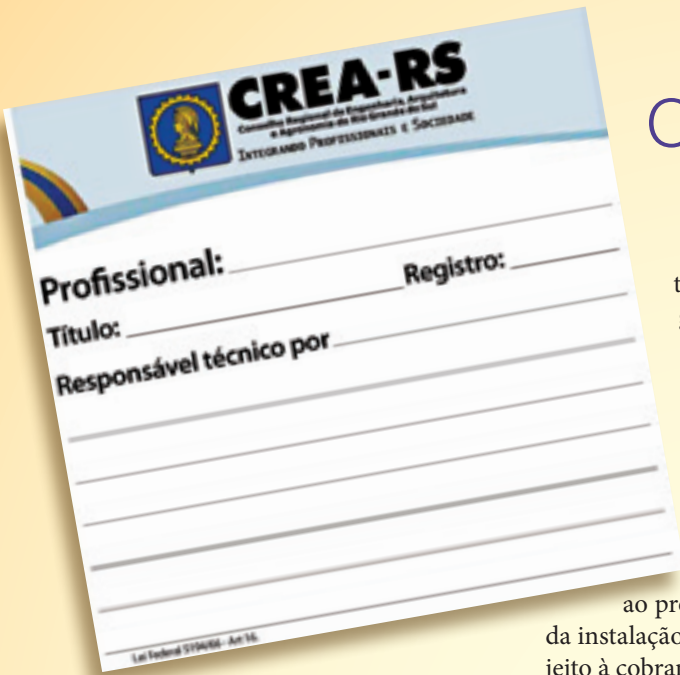 CREA-RS
Conselho Regional de Engenharia, Arquitetura
e Agronomia do Rio Grande do Sul
Integrando Profissionais e Sociedade
Profissional:
Título: Registro:
Responsável técnico por
Lei Federal 5194/66 - Art 16.
ao pr
da instalação
jeito à cobra